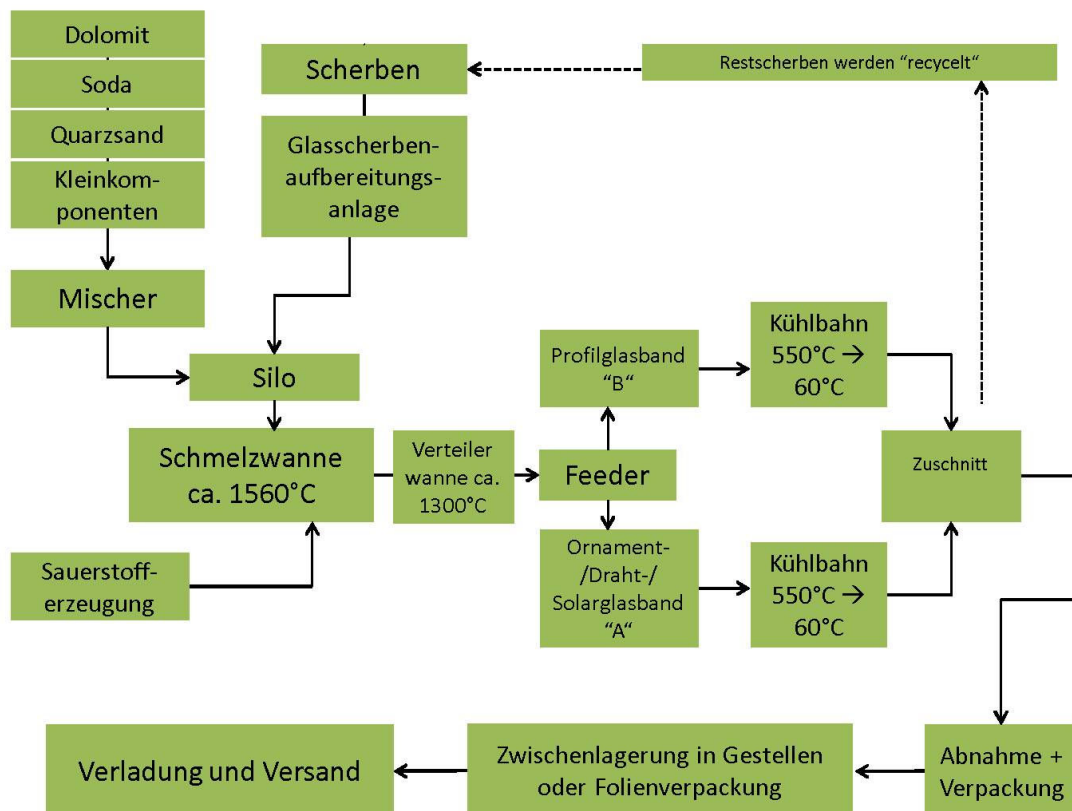 Dolomit
Soda
Quarzsand
Kleinkom-
ponenten
Mischer
Scherben
Glasscherben-
aufbereitungs-
anlage
Restscherben werden “recycelt“
Silo
Schmelzwanne
ca. 1560°C
Sauerstoff-
erzeugung
Verteiler
wanne ca.
1300°C
Feeder
Profilglasband
“B“
Kühlbahn
550°C →
60°C
Ornament-
/Draht-/
Solarglasband
“A“
Kühlbahn
550°C →
60°C
Zuschnitt
Abnahme +
Verpackung
Zwischenlagerung in Gestellen
oder Folienverpackung
Verladung und Versand